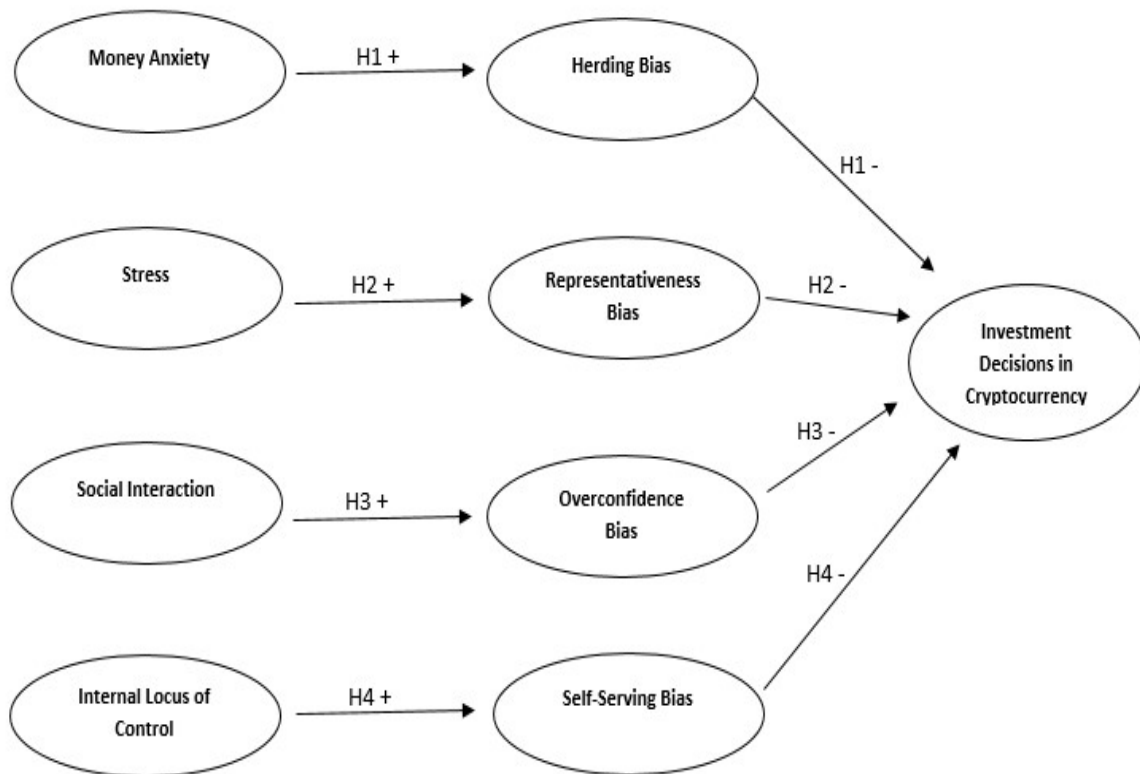 Money Anxiety
H1 +
Herding Bias
H1 -
Stress
H2 +
Representativeness
Bias
H2 -
Investment
Decisions in
Cryptocurrency
Social Interaction
H3 +
Overconfidence
Bias
H3 -
Internal Locus of
Control
H4 +
Self-Serving Bias
H4 -